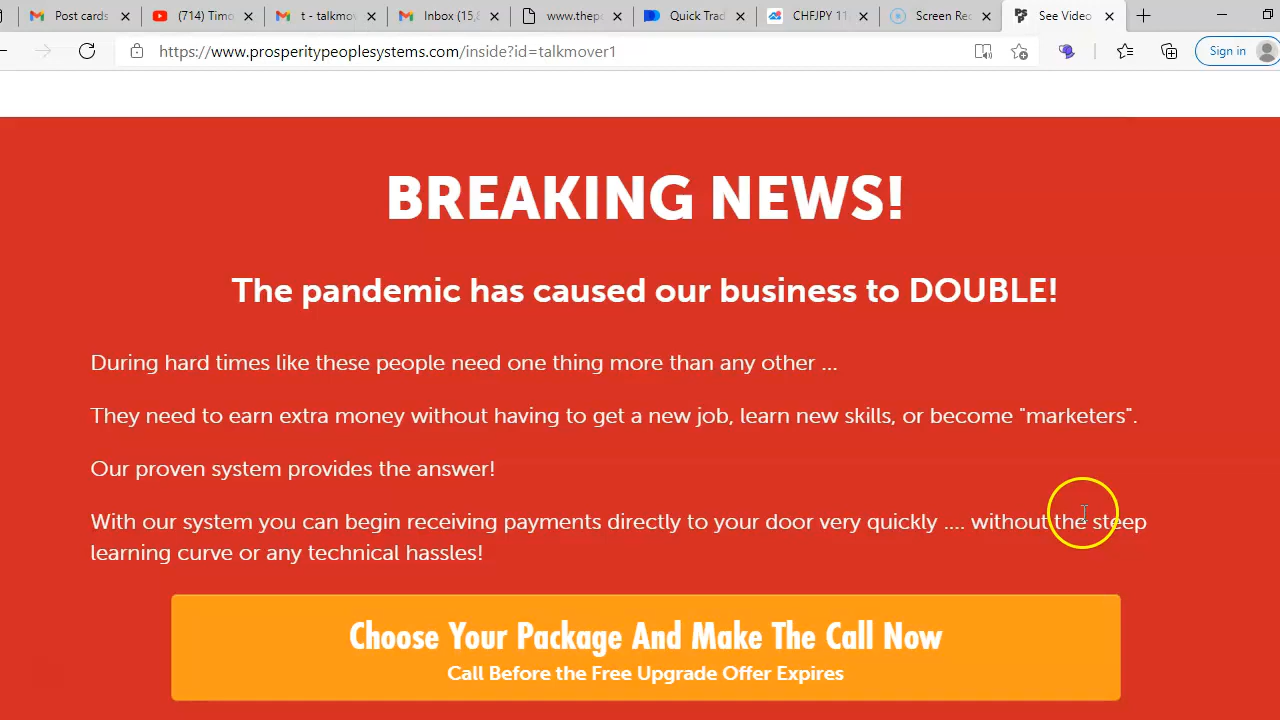 Post cards
(714) Timo
t - talkmov
Inbox (15,8
www.thep
Quick Trad
CHFJPY 11
Screen Rec
See Video
https://www.prosperitypeoplesystems.com/inside?id=talkmover1
Sign in
BREAKING NEWS!
The pandemic has caused our business to DOUBLE!
During hard times like these people need one thing more than any other ...
They need to earn extra money without having to get a new job, learn new skills, or become "marketers".
Our proven system provides the answer!
With our system you can begin receiving payments directly to your door very quickly .... without the steep
learning curve or any technical hassles!
Choose Your Package And Make The Call Now
Call Before the Free Upgrade Offer Expires